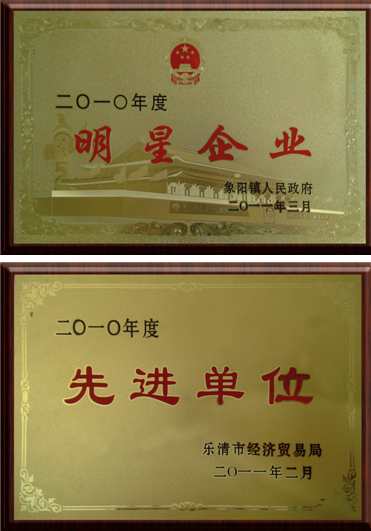 二〇一〇年度
明星企业
象阳镇人民政府
二〇一一年三月
二〇一〇年度
先进单位
乐清市经济贸易局
二〇一一年二月